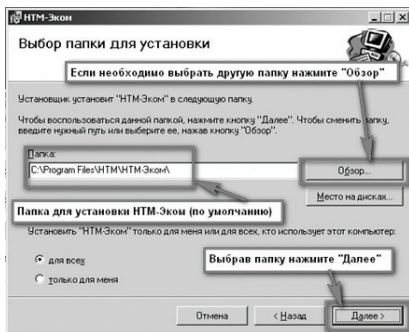 НТМ-Эком
Выбор папки для установки
Если необходимо выбрать другую папку нажмите "Обзор"
Установщик установит "НТМ-Эком" в следующую папку.
Чтобы воспользоваться данной папкой, нажмите кнопку "Далее". Чтобы сменить папку,
введите нужный путь или выберите ее, нажав кнопку "Обзор".
Папка:
C:\Program Files\НТМ\НТМ-Эком\
Обзор...
Место на дисках...
Папка для установки НТМ-Эком (по умолчанию)
Установить "НТМ-Эком" только для меня или для всех, кто использует этот компьютер:
для всех
Выбрав папку нажмите "Далее"
только для меня
Отмена
< Назад
Далее >